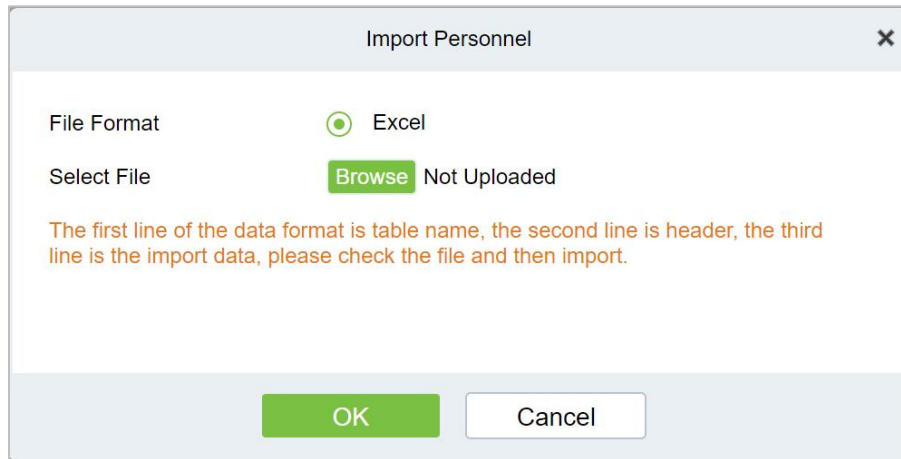 Import Personnel
File Format Excel
Select File Browse Not Uploaded
The first line of the data format is table name, the second line is header, the third
line is the import data, please check the file and then import.
OK Cancel